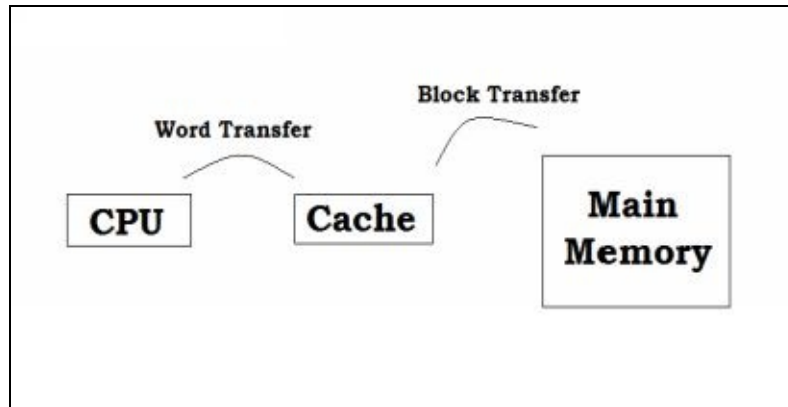 Block Transfer
Word Transfer
CPU
Cache
Main
Memory